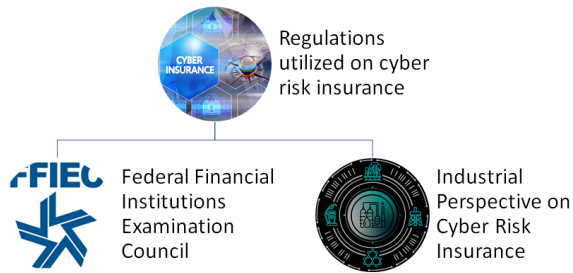 CYBER
INSURANCE
Regulations
utilized on cyber
risk insurance
FFIEC
Federal Financial
Institutions
Examination
Council
Industrial
Perspective on
Cyber Risk
Insurance